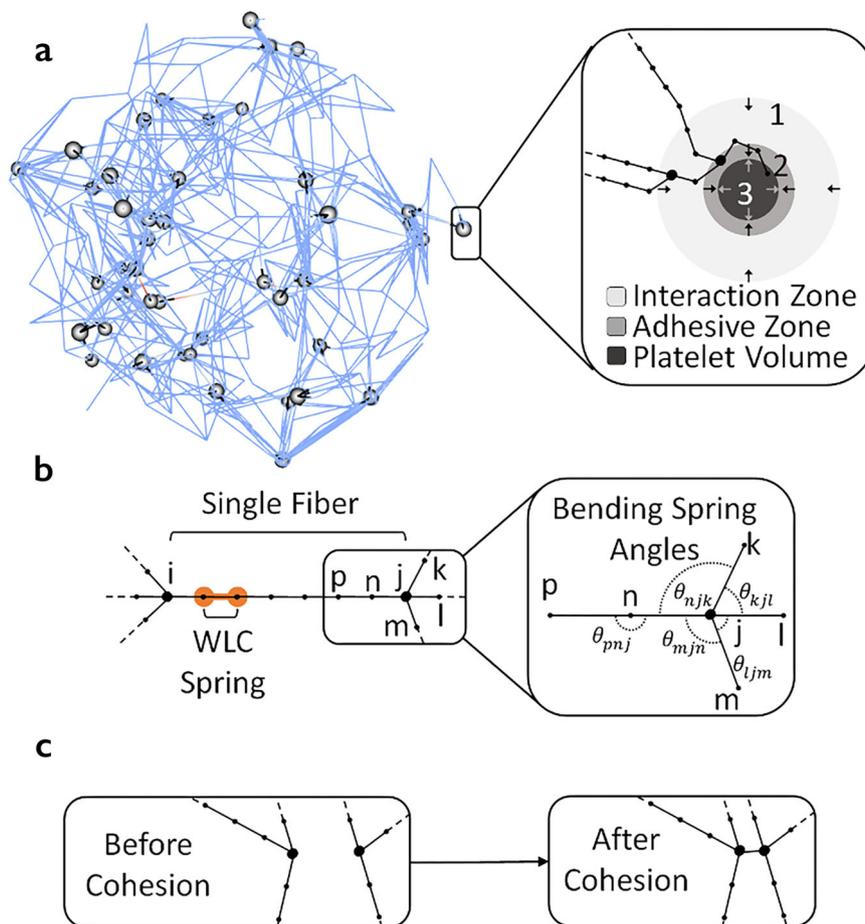 a
1
2
3
Interaction Zone
Adhesive Zone
Platelet Volume
b
Single Fiber
i
p n j k
l
m
WLC
Spring
Bending Spring
Angles
k
p
n
θnjk
θkjl
j
l
θpnj
θmjn
θljm
m
c
Before
Cohesion
After
Cohesion